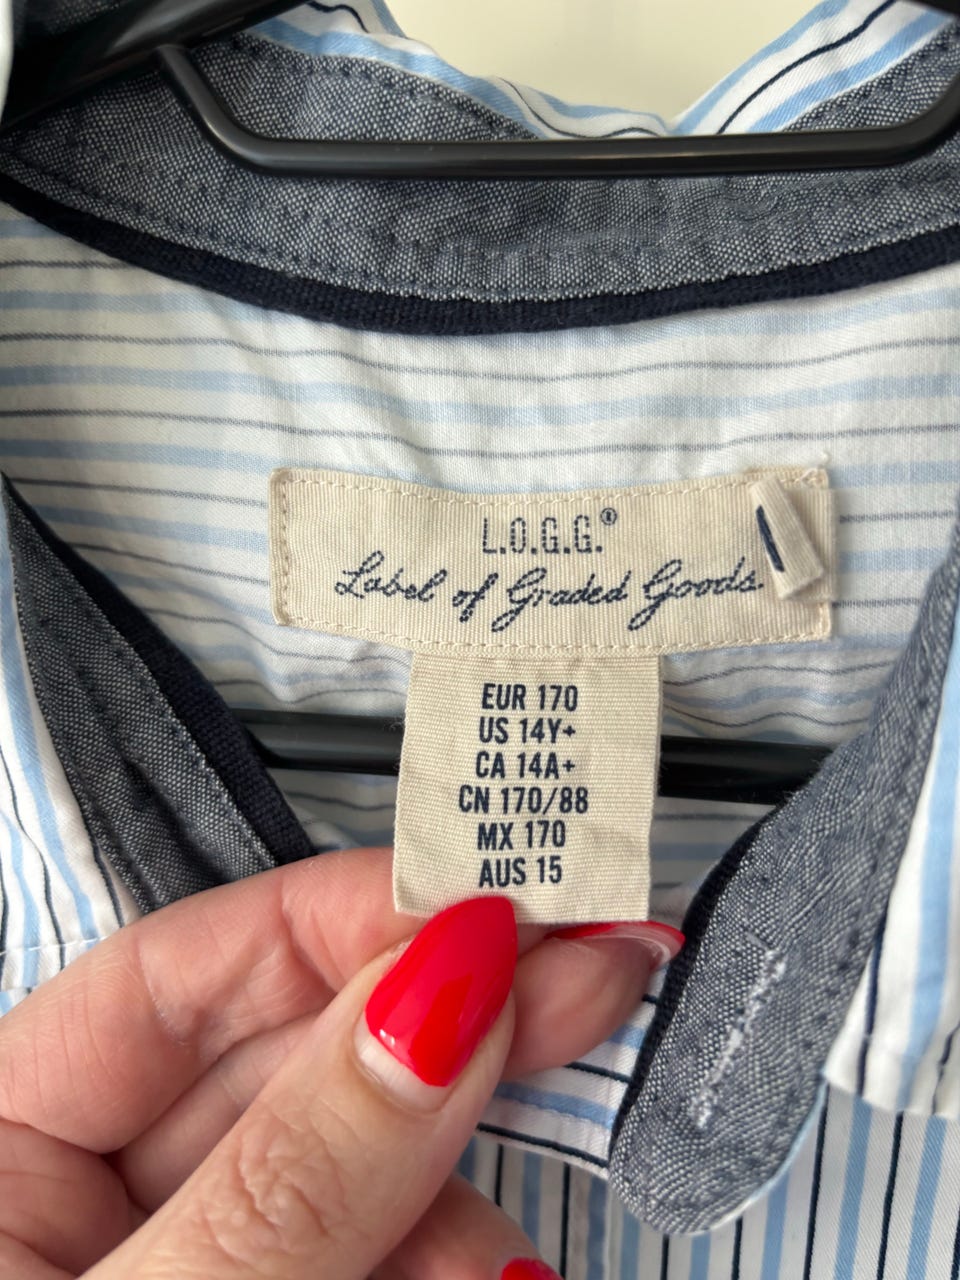 L.O.G.G.®
Label of Graded Goods.
EUR 170
US 14Y+
CA 14A+
CN 170/88
MX 170
AUS 15